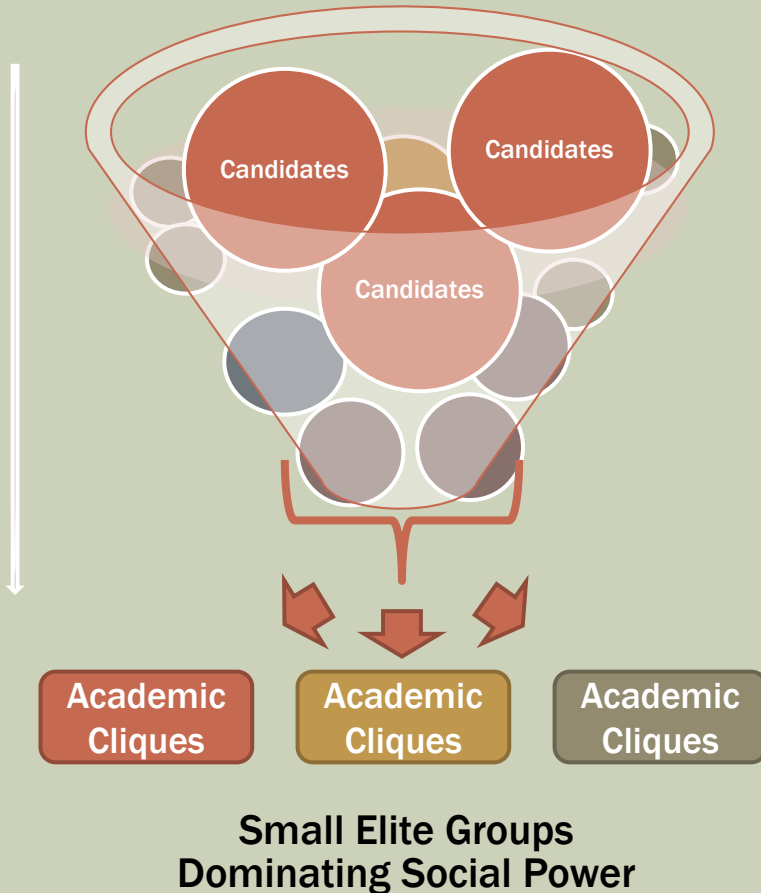 Candidates
Candidates
Candidates
Academic
Cliques
Academic
Cliques
Academic
Cliques
Small Elite Groups
Dominating Social Power